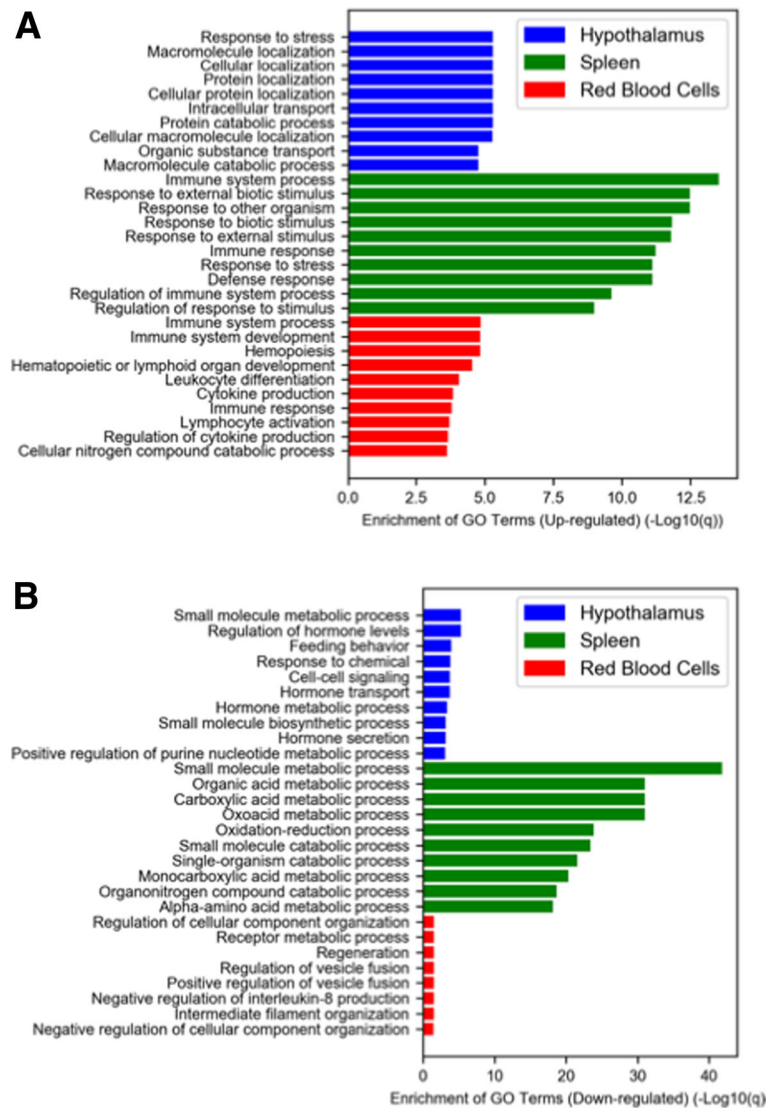 A
Response to stress
Macromolecule localization
Cellular localization
Protein localization
Cellular protein localization
Intracellular transport
Protein catabolic process
Cellular macromolecule localization
Organic substance transport
Macromolecule catabolic process
Immune system process
Response to external biotic stimulus
Response to other organism
Response to biotic stimulus
Response to external stimulus
Immune response
Response to stress
Defense response
Regulation of immune system process
Regulation of response to stimulus
Immune system process
Immune system development
Hemopoiesis
Hematopoietic or lymphoid organ development
Leukocyte differentiation
Cytokine production
Immune response
Lymphocyte activation
Regulation of cytokine production
Cellular nitrogen compound catabolic process
Hypothalamus
Spleen
Red Blood Cells
0.0 2.5 5.0 7.5 10.0 12.5
Enrichment of GO Terms (Up-regulated) (-Log10(q))
B
Small molecule metabolic process
Regulation of hormone levels
Feeding behavior
Response to chemical
Cell-cell signaling
Hormone transport
Hormone metabolic process
Small molecule biosynthetic process
Hormone secretion
Positive regulation of purine nucleotide metabolic process
Small molecule metabolic process
Organic acid metabolic process
Carboxylic acid metabolic process
Oxoacid metabolic process
Oxidation-reduction process
Small molecule catabolic process
Single-organism catabolic process
Monocarboxylic acid metabolic process
Organonitrogen compound catabolic process
Alpha-amino acid metabolic process
Regulation of cellular component organization
Receptor metabolic process
Regeneration
Regulation of vesicle fusion
Positive regulation of vesicle fusion
Negative regulation of interleukin-8 production
Intermediate filament organization
Negative regulation of cellular component organization
Hypothalamus
Spleen
Red Blood Cells
0 10 20 30 40
Enrichment of GO Terms (Down-regulated) (-Log10(q)